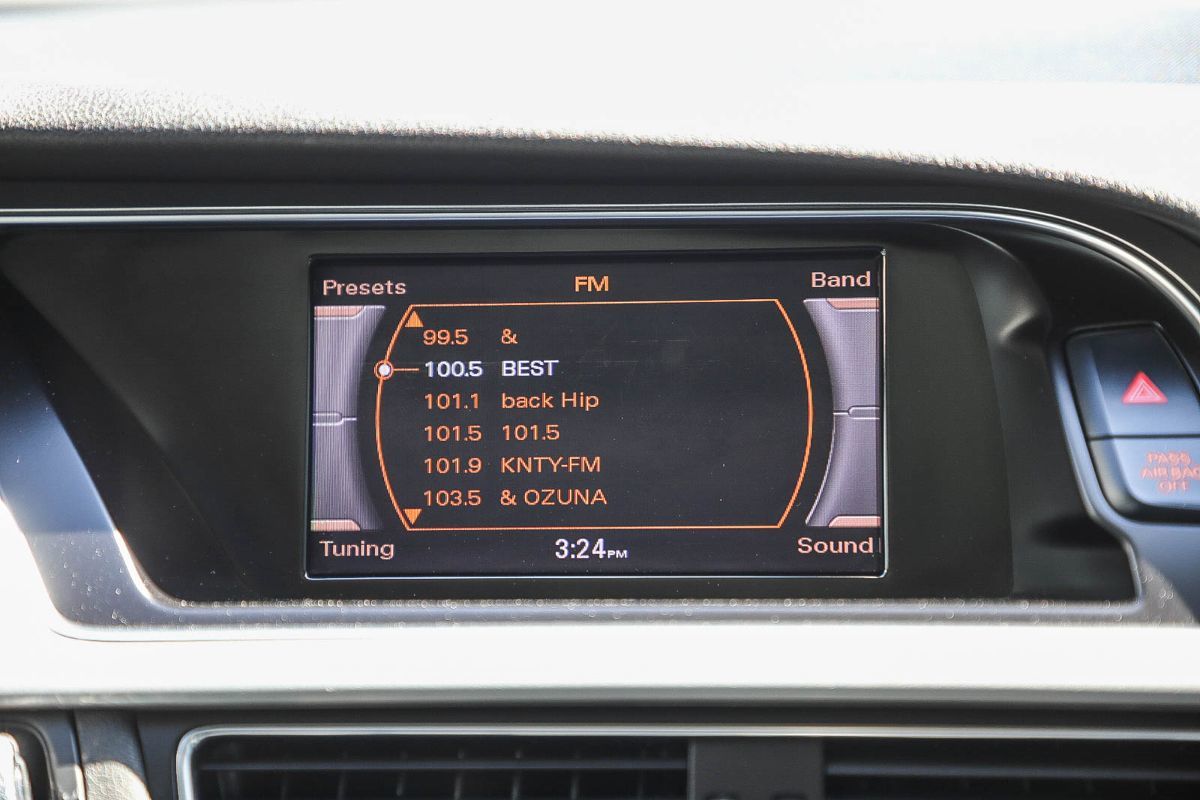 Presets FM Band
99.5 &
100.5 BEST
101.1 back Hip
101.5 101.5
101.9 KNTY-FM
103.5 & OZUNA
Tuning 3:24PM Sound
PASS
AIR BAG
OFF